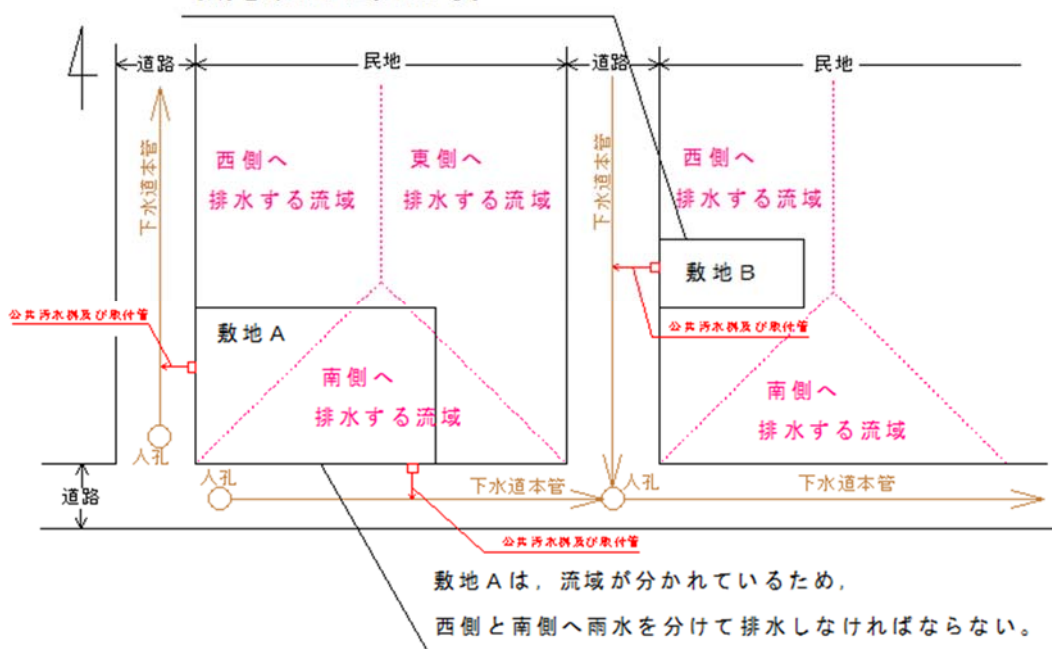 道路
民地
道路
民地
下水道本管
西側へ
排水する流域
東側へ
排水する流域
下水道本管
西側へ
排水する流域
敷地B
公共汚水桝及び取付管
公共汚水桝及び取付管
敷地A
南側へ
排水する流域
南側へ
排水する流域
人孔
人孔
下水道本管
人孔
下水道本管
道路
公共汚水桝及び取付管
敷地Aは，流域が分かれているため，
西側と南側へ雨水を分けて排水しなければならない。